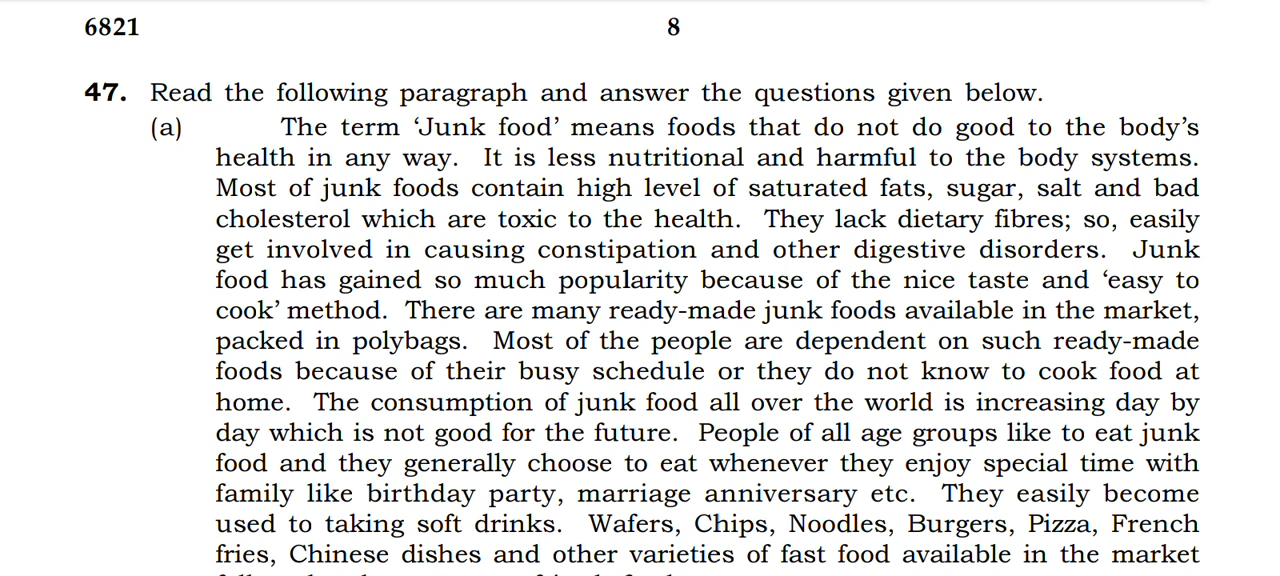 6821 8
47. Read the following paragraph and answer the questions given below.
(a) The term ‘Junk food’ means foods that do not do good to the body’s
health in any way. It is less nutritional and harmful to the body systems.
Most of junk foods contain high level of saturated fats, sugar, salt and bad
cholesterol which are toxic to the health. They lack dietary fibres; so, easily
get involved in causing constipation and other digestive disorders. Junk
food has gained so much popularity because of the nice taste and ‘easy to
cook’ method. There are many ready-made junk foods available in the market,
packed in polybags. Most of the people are dependent on such ready-made
foods because of their busy schedule or they do not know to cook food at
home. The consumption of junk food all over the world is increasing day by
day which is not good for the future. People of all age groups like to eat junk
food and they generally choose to eat whenever they enjoy special time with
family like birthday party, marriage anniversary etc. They easily become
used to taking soft drinks. Wafers, Chips, Noodles, Burgers, Pizza, French
fries, Chinese dishes and other varieties of fast food available in the market